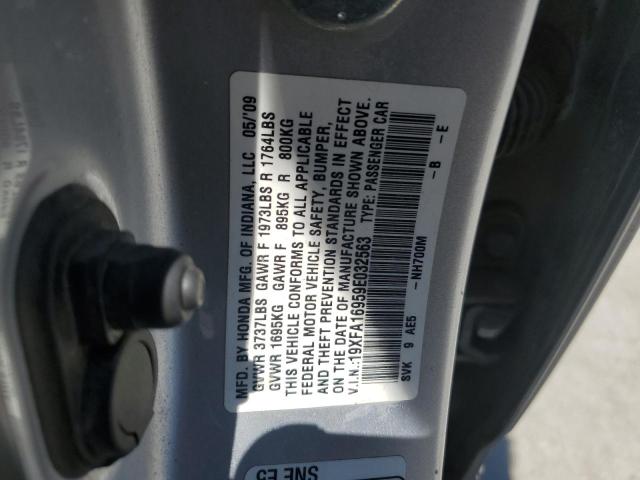 MFD. BY HONDA MFG. OF INDIANA, LLC 05/'09
GVWR 3737LBS GAWR F 1973LBS R 1764LBS
GVWR 1695KG GAWR F 895KG R 800KG
THIS VEHICLE CONFORMS TO ALL APPLICABLE
FEDERAL MOTOR VEHICLE SAFETY, BUMPER,
AND THEFT PREVENTION STANDARDS IN EFFECT
ON THE DATE OF MANUFACTURE SHOWN ABOVE.
V.I.N.:19XFA16959E032563 TYPE: PASSENGER CAR
SVK 9 AE5 -NH700M -B -E
SNE E5